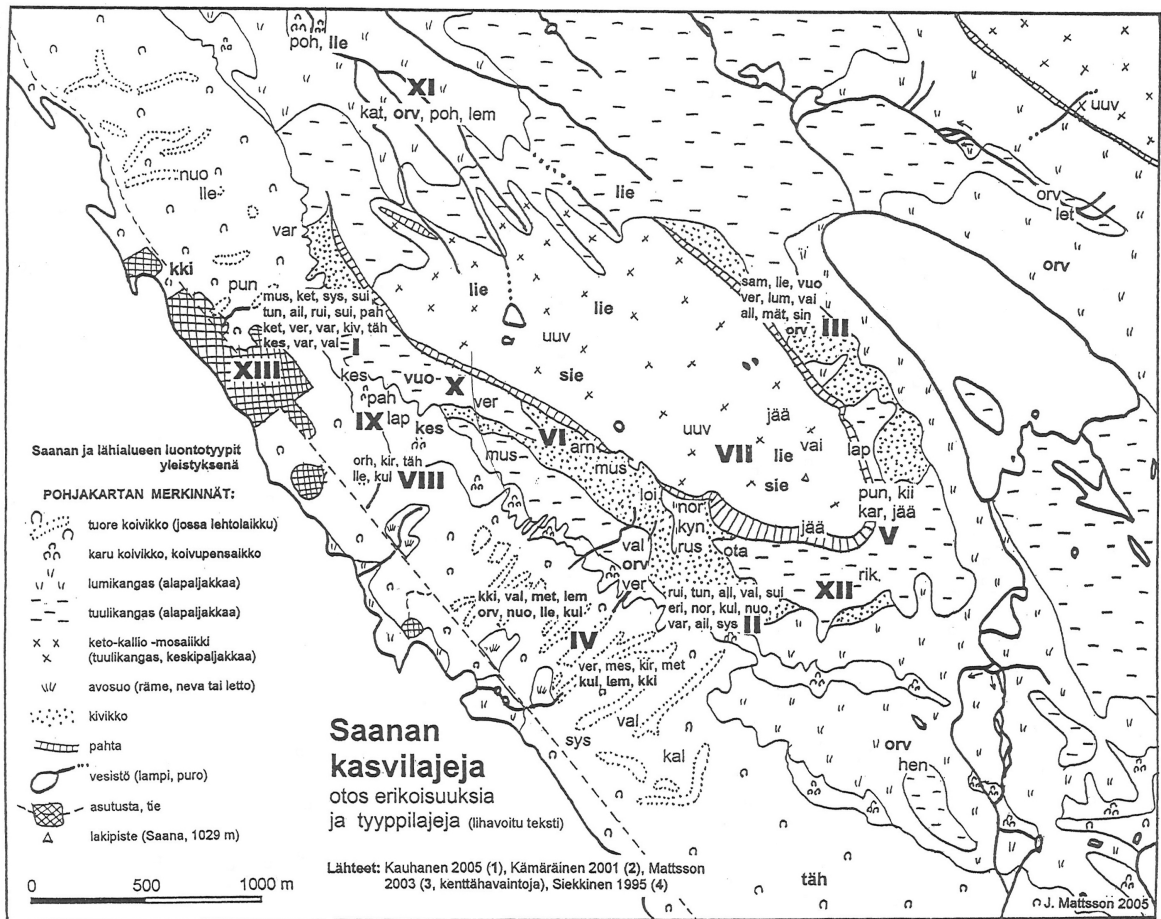 poh, lle
XI
kat, orv, poh, lem
uuv
nuo
lle
lie
orv
let
var
orv
kki
pun
mus, ket, sys, sui
tun, ail, rui, sui, pah
ket, ver, var, kiv, täh
kes, var, val
I
lie
lie
sam, lie, vuo
ver, lum, vai
all, mät, sin
orv
III
uuv
XIII
kes
vuo
X
sie
pah
ver
jää
IX
lap
kes
VI
arn
uuv
VII
vai
lap
mus
mus
lie
orh, kir, täh
lle, kul
VIII
loi
nor
kyn
rus
sie
pun, kii
kar, jää
jää
V
val
orv
ver
ota
rik
XII
kki, val, met, lem
orv, nuo, lle, kul
rui, tun, all, val, sui
eri, nor, kul, nuo,
var, ail, sys
II
IV
ver, mes, kir, met
kul, lem, kki
val
sys
kal
orv
hen
täh
Saanan ja lähialueen luontotyypit
yleistyksenä
POHJAKARTAN MERKINNÄT:
tuore koivikko (jossa lehtolaikku)
karu koivikko, koivupensaikko
lumikangas (alapaljakkaa)
tuulikangas (alapaljakkaa)
keto-kallio -mosaiikki
(tuulikangas, keskipaljakkaa)
avosuo (räme, neva tai letto)
kivikko
pahta
vesistö (lampi, puro)
asutusta, tie
lakipiste (Saana, 1029 m)
0 500 1000 m
Saanan
kasvilajeja
otos erikoisuuksia
ja tyyppilajeja (lihavoitu teksti)
Lähteet: Kauhanen 2005 (1), Kämäräinen 2001 (2), Mattsson
2003 (3, kenttähavaintoja), Siekkinen 1995 (4)
J. Mattsson 2005